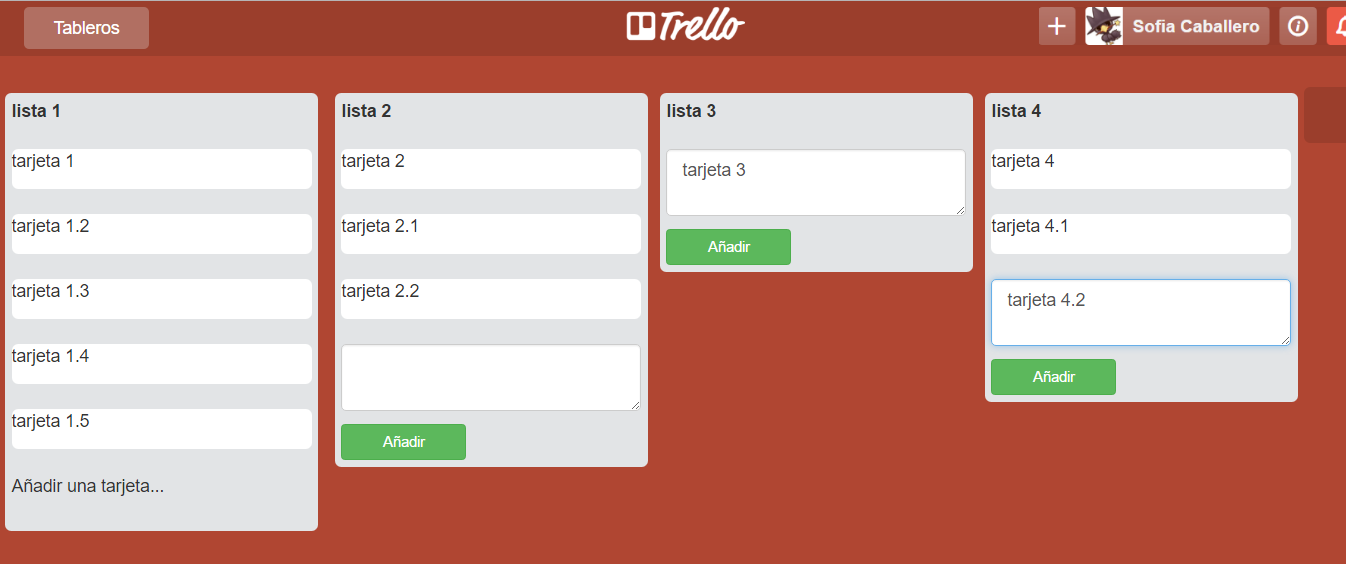 Tableros
Trello
Sofia Caballero
lista 1
tarjeta 1
tarjeta 1.2
tarjeta 1.3
tarjeta 1.4
tarjeta 1.5
Añadir una tarjeta...
lista 2
tarjeta 2
tarjeta 2.1
tarjeta 2.2
Añadir
lista 3
tarjeta 3
Añadir
lista 4
tarjeta 4
tarjeta 4.1
tarjeta 4.2
Añadir